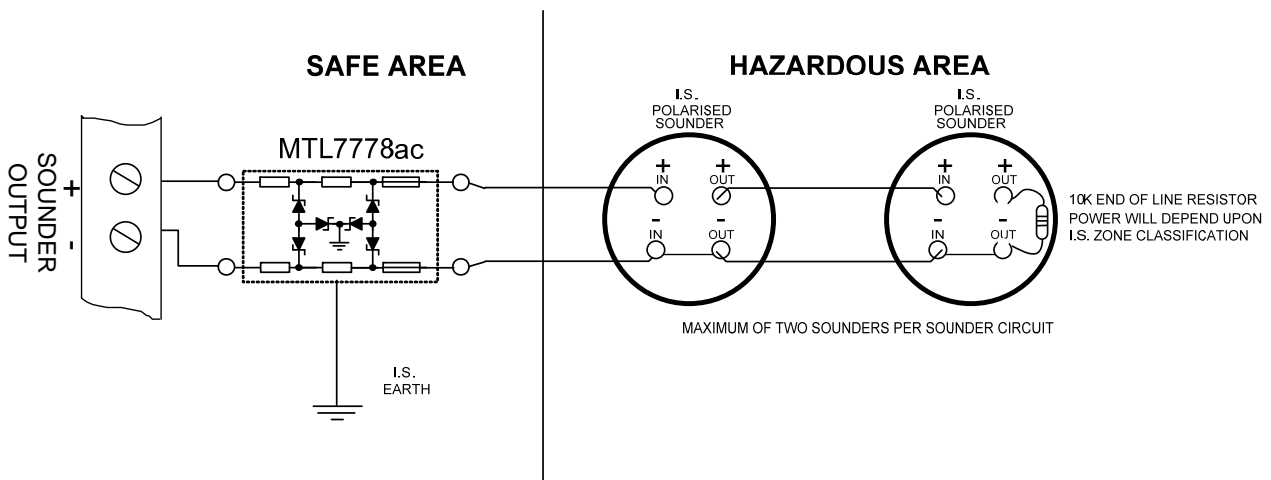 SAFE AREA
HAZARDOUS AREA
SOUNDER
OUTPUT
+
-
MTL7778ac
I.S.
EARTH
I.S.
POLARISED
SOUNDER
+ +
IN OUT
- -
IN OUT
I.S.
POLARISED
SOUNDER
+ +
IN OUT
- -
IN OUT
10K END OF LINE RESISTOR
POWER WILL DEPEND UPON
I.S. ZONE CLASSIFICATION
MAXIMUM OF TWO SOUNDERS PER SOUNDER CIRCUIT